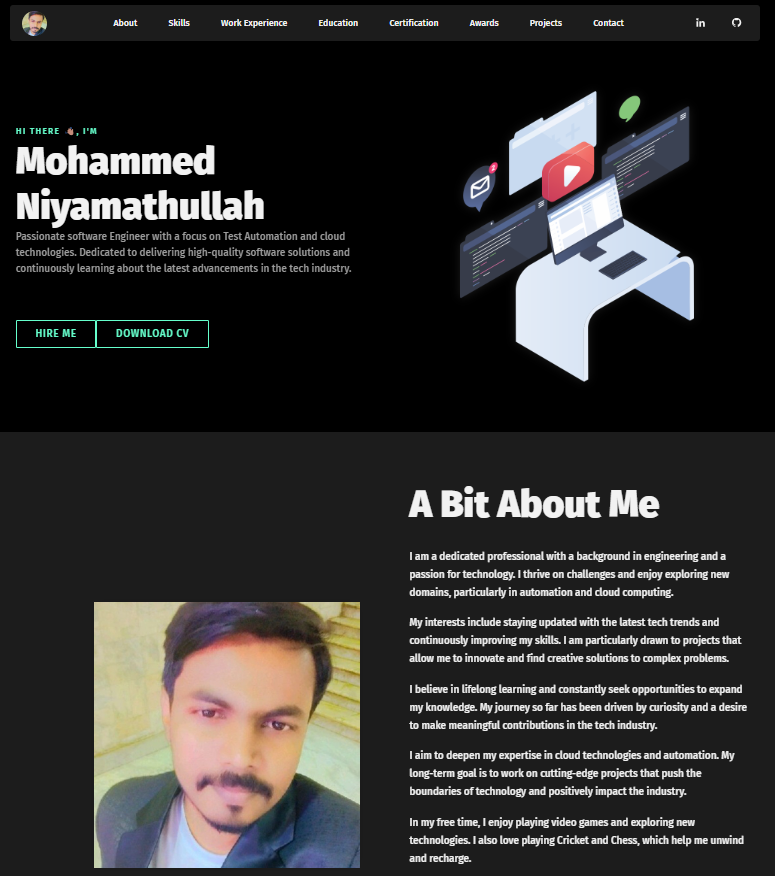 About Skills Work Experience Education Certification Awards Projects Contact
HI THERE 👋🏽, I'M
Mohammed
Niyamathullah
Passionate software Engineer with a focus on Test Automation and cloud
technologies. Dedicated to delivering high-quality software solutions and
continuously learning about the latest advancements in the tech industry.
HIRE ME DOWNLOAD CV
2
A Bit About Me
I am a dedicated professional with a background in engineering and a
passion for technology. I thrive on challenges and enjoy exploring new
domains, particularly in automation and cloud computing.
My interests include staying updated with the latest tech trends and
continuously improving my skills. I am particularly drawn to projects that
allow me to innovate and find creative solutions to complex problems.
I believe in lifelong learning and constantly seek opportunities to expand
my knowledge. My journey so far has been driven by curiosity and a desire
to make meaningful contributions in the tech industry.
I aim to deepen my expertise in cloud technologies and automation. My
long-term goal is to work on cutting-edge projects that push the
boundaries of technology and positively impact the industry.
In my free time, I enjoy playing video games and exploring new
technologies. I also love playing Cricket and Chess, which help me unwind
and recharge.